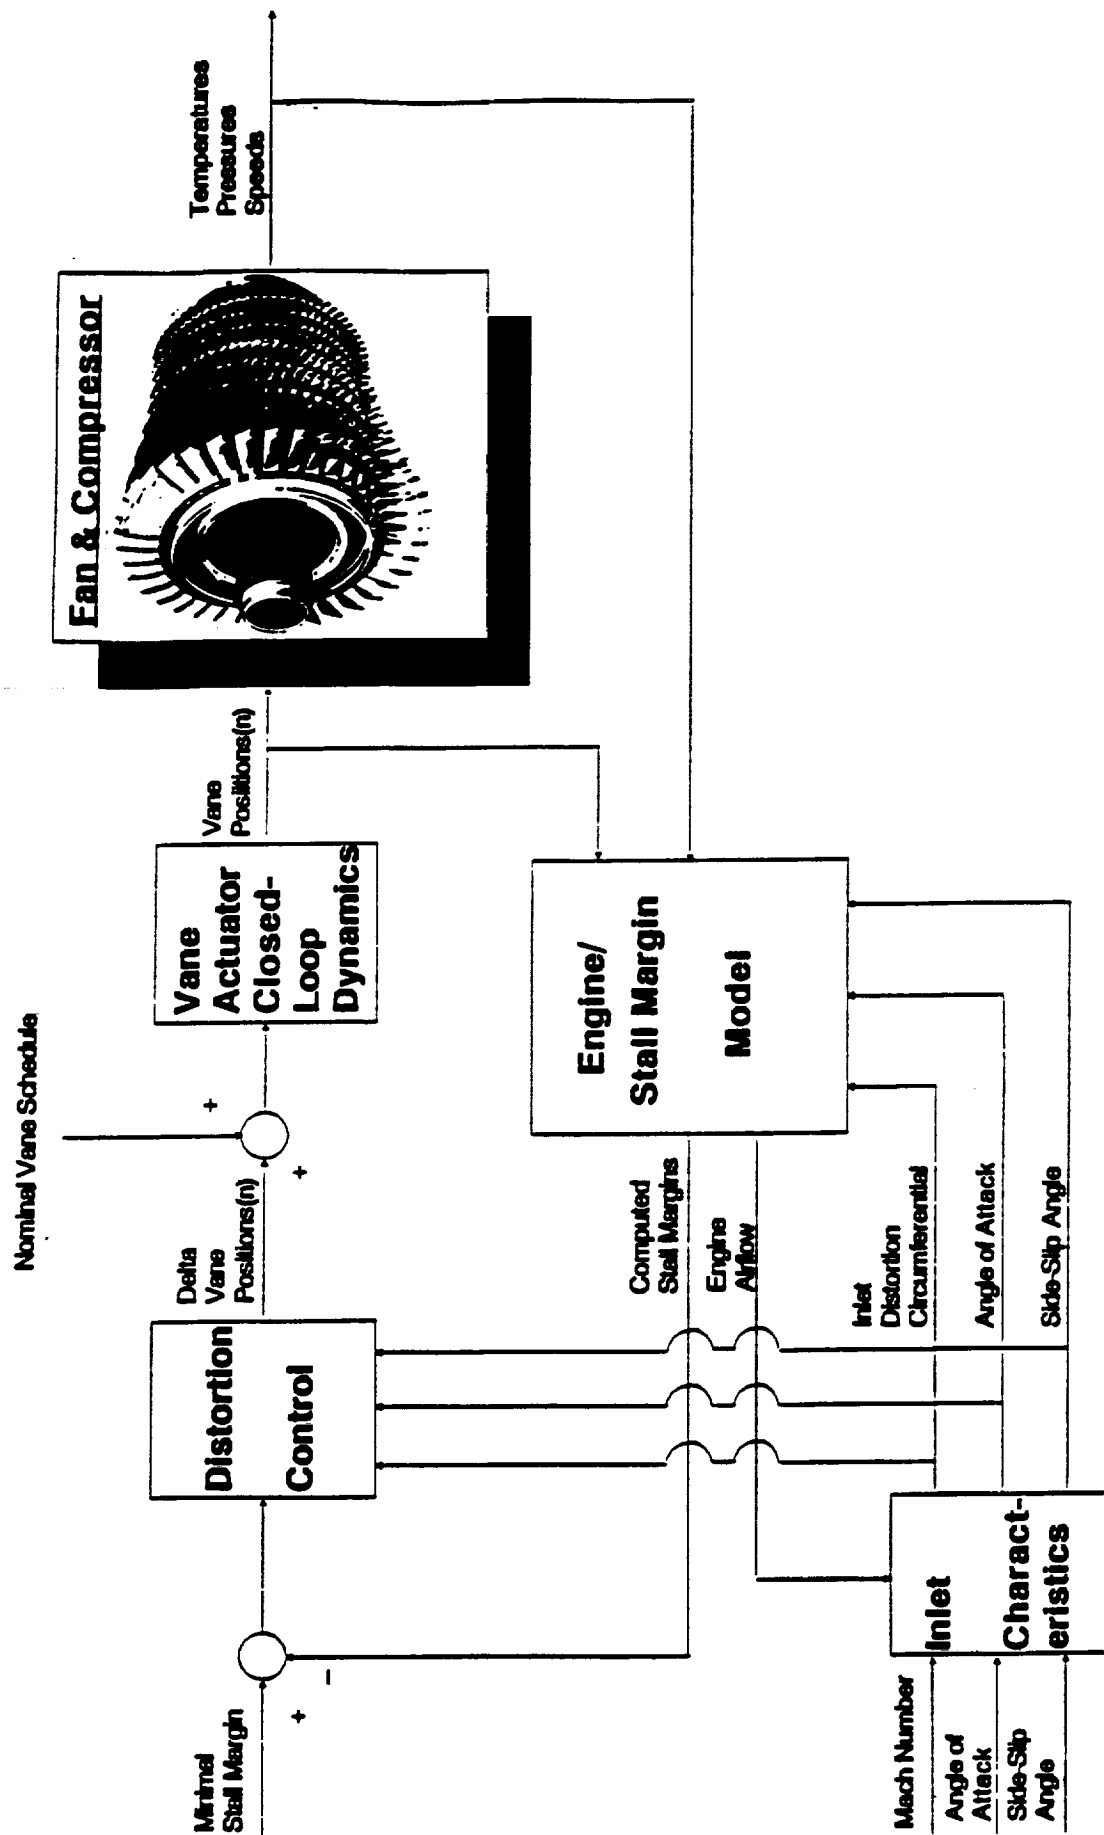 Nominal Vane Schedule
Minimal
Stall Margin
+
−
Distortion
Control
Delta
Vane
Positions(n)
+
+
Vane
Actuator
Closed-
Loop
Dynamics
Vane
Positions(n)
Fan & Compressor
Temperatures
Pressures
Speeds
Computed
Stall Margins
Engine
Airflow
Engine/
Stall Margin
Model
Mach Number
Angle of
Attack
Side-Slip
Angle
Inlet
Charact-
eristics
Inlet
Distortion
Circumferential
Angle of Attack
Side-Slip Angle